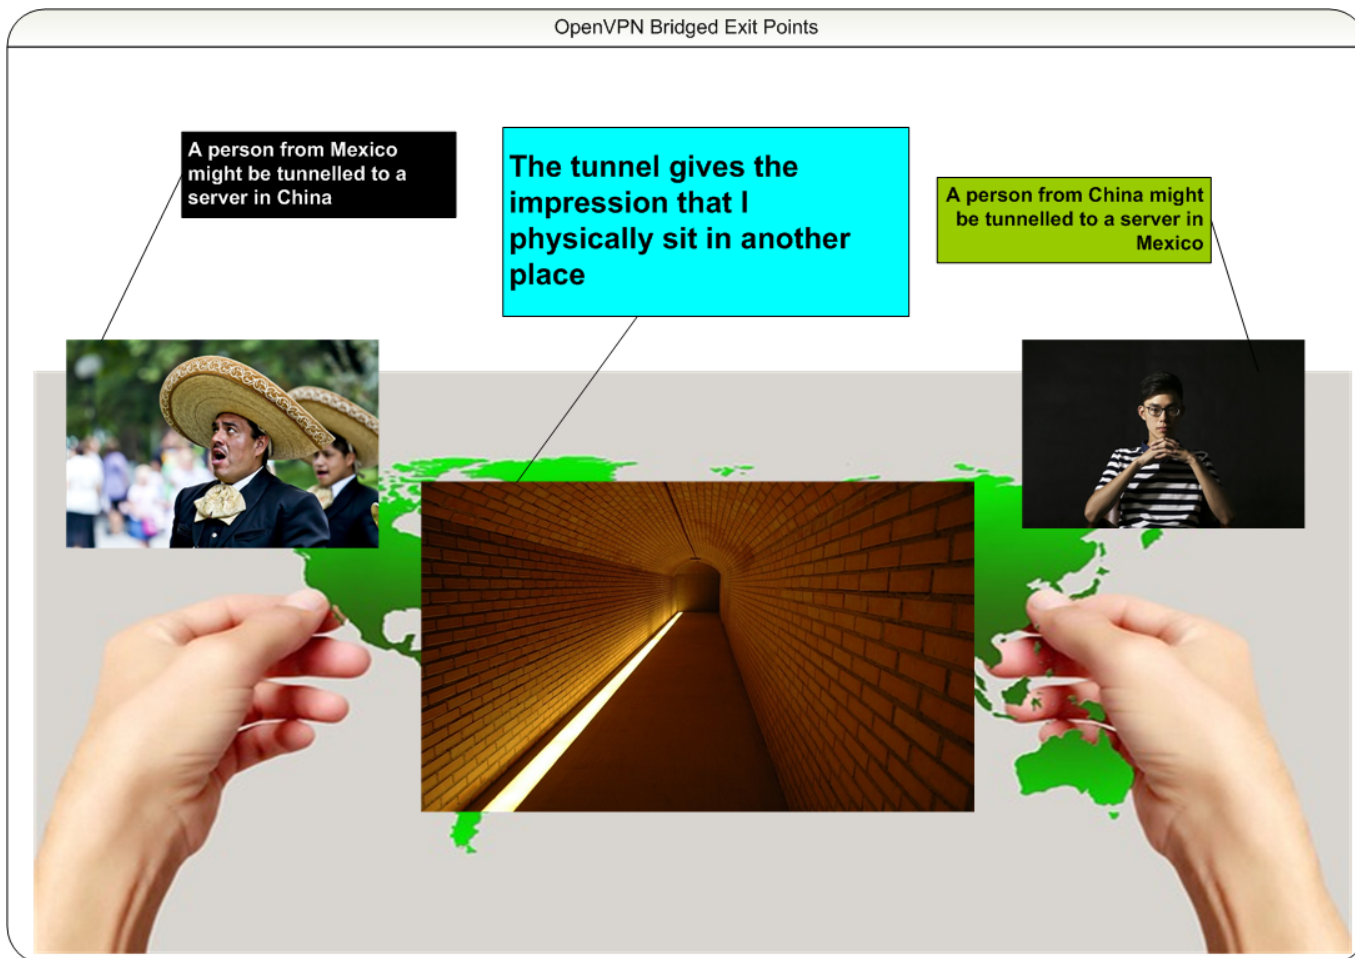 OpenVPN Bridged Exit Points
A person from Mexico
might be tunnelled to a
server in China
The tunnel gives the
impression that I
physically sit in another
place
A person from China might
be tunnelled to a server in
Mexico